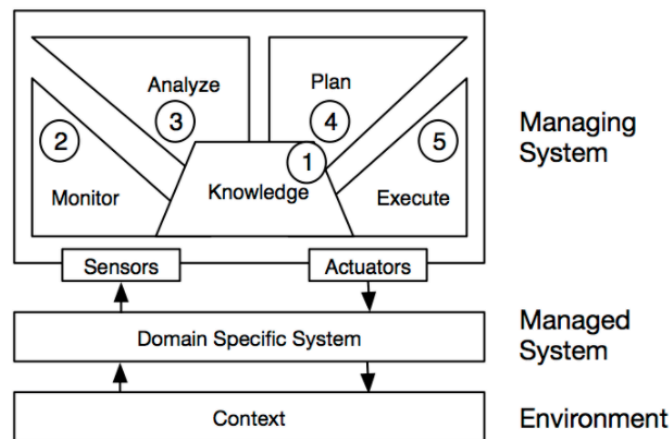 Analyze
3
Plan
4
2
Monitor
1
Knowledge
5
Execute
Managing
System
Sensors
Actuators
Domain Specific System
Managed
System
Context
Environment